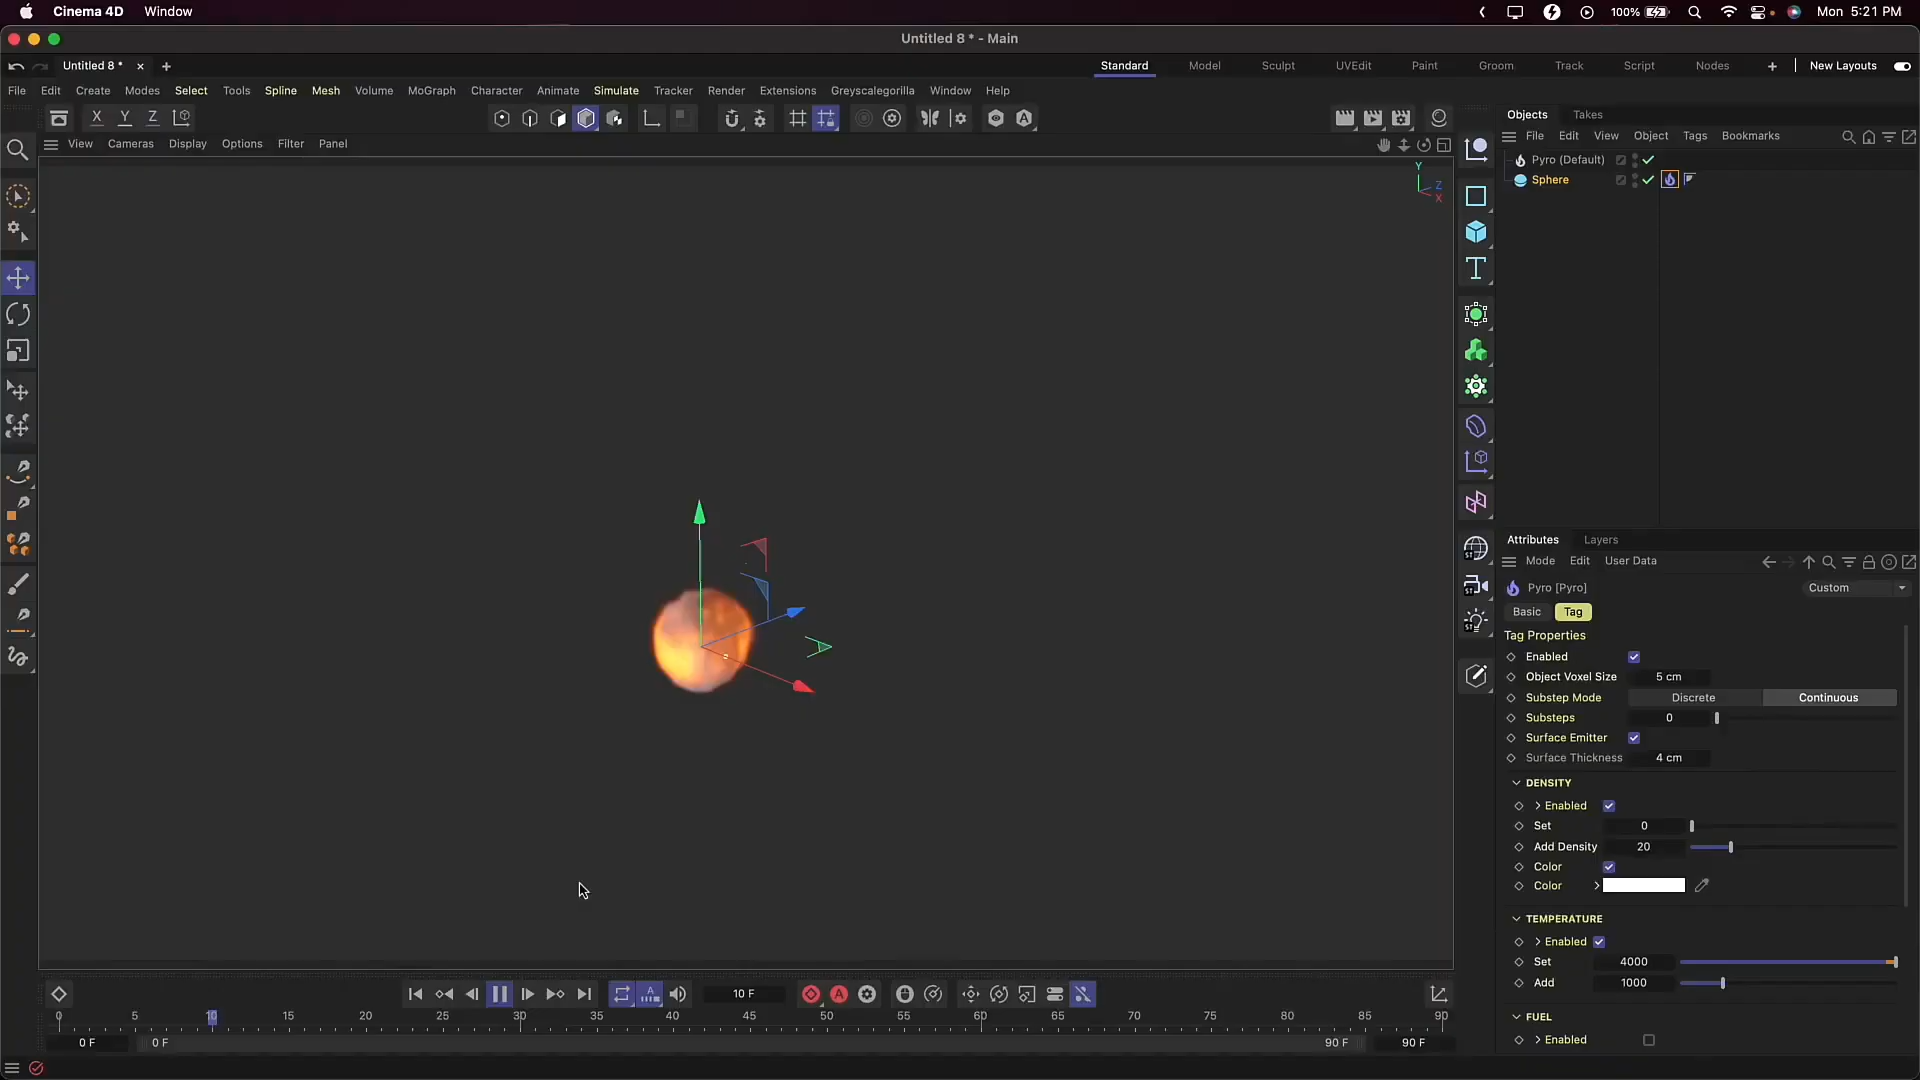 Cinema 4D Window 100% Mon 5:21 PM
Untitled 8 * - Main
Untitled 8 * × + Standard Model Sculpt UVEdit Paint Groom Track Script Nodes + New Layouts
File Edit Create Modes Select Tools Spline Mesh Volume MoGraph Character Animate Simulate Tracker Render Extensions Greyscalegorilla Window Help
X Y Z
View Cameras Display Options Filter Panel
Y
Z
X
Objects Takes
File Edit View Object Tags Bookmarks
Pyro (Default)
Sphere
ST
ST
ST
Attributes Layers
Mode Edit User Data
Pyro [Pyro] Custom
Basic Tag
Tag Properties
Enabled
Object Voxel Size 5 cm
Substep Mode Discrete Continuous
Substeps 0
Surface Emitter
Surface Thickness 4 cm
DENSITY
Enabled
Set 0
Add Density 20
Color
Color
TEMPERATURE
Enabled
Set 4000
Add 1000
FUEL
Enabled
A 10 F A
0 5 10 15 20 25 30 35 40 45 50 55 60 65 70 75 80 85 90
0 F 0 F 90 F 90 F